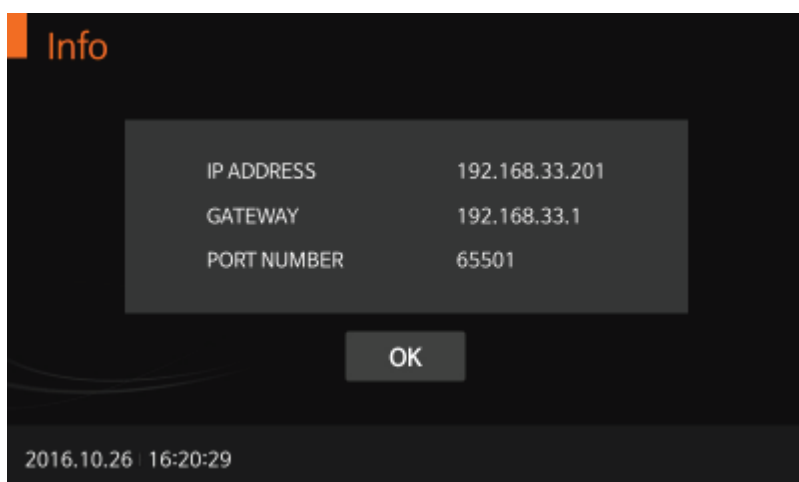 Info
IP ADDRESS 192.168.33.201
GATEWAY 192.168.33.1
PORT NUMBER 65501
OK
2016.10.26 16:20:29